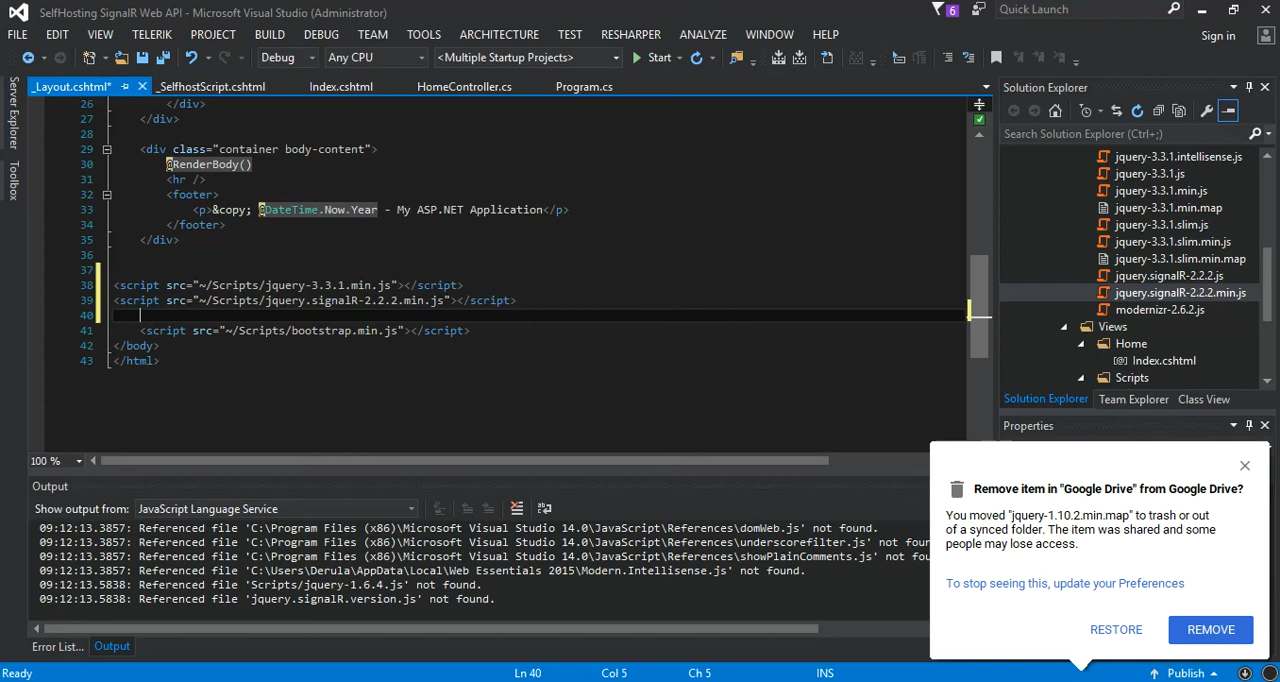 SelfHosting SignalR Web API - Microsoft Visual Studio (Administrator)
6
Quick Launch
FILE EDIT VIEW TELERIK PROJECT BUILD DEBUG TEAM TOOLS ARCHITECTURE TEST RESHARPER ANALYZE WINDOW HELP
Sign in
Debug Any CPU <Multiple Startup Projects> Start
Server Explorer
Toolbox
_Layout.cshtml* _SelfhostScript.cshtml Index.cshtml HomeController.cs Program.cs
26 </div>
27 </div>
28
29 <div class="container body-content">
30 @RenderBody()
31 <hr />
32 <footer>
33 <p>&copy; @DateTime.Now.Year - My ASP.NET Application</p>
34 </footer>
35 </div>
36
37
38 <script src="~/Scripts/jquery-3.3.1.min.js"></script>
39 <script src="~/Scripts/jquery.signalR-2.2.2.min.js"></script>
40
41 <script src="~/Scripts/bootstrap.min.js"></script>
42 </body>
43 </html>
100 %
Solution Explorer
Search Solution Explorer (Ctrl+;)
jquery-3.3.1.intellisense.js
jquery-3.3.1.js
jquery-3.3.1.min.js
jquery-3.3.1.min.map
jquery-3.3.1.slim.js
jquery-3.3.1.slim.min.js
jquery-3.3.1.slim.min.map
jquery.signalR-2.2.2.js
jquery.signalR-2.2.2.min.js
modernizr-2.6.2.js
Views
Home
Index.cshtml
Scripts
Solution Explorer Team Explorer Class View
Properties
Output
Show output from: JavaScript Language Service
09:12:13.3857: Referenced file 'C:\Program Files (x86)\Microsoft Visual Studio 14.0\JavaScript\References\domWeb.js' not found.
09:12:13.3857: Referenced file 'C:\Program Files (x86)\Microsoft Visual Studio 14.0\JavaScript\References\underscorefilter.js' not foun
09:12:13.3857: Referenced file 'C:\Program Files (x86)\Microsoft Visual Studio 14.0\JavaScript\References\showPlainComments.js' not fou
09:12:13.3857: Referenced file 'C:\Users\Derula\AppData\Local\Web Essentials 2015\Modern.Intellisense.js' not found.
09:12:13.5838: Referenced file 'Scripts/jquery-1.6.4.js' not found.
09:12:13.5838: Referenced file 'jquery.signalR.version.js' not found.
Error List... Output
Remove item in "Google Drive" from Google Drive?
You moved "jquery-1.10.2.min.map" to trash or out
of a synced folder. The item was shared and some
people may lose access.
To stop seeing this, update your Preferences
RESTORE REMOVE
Ready Ln 40 Col 5 Ch 5 INS Publish